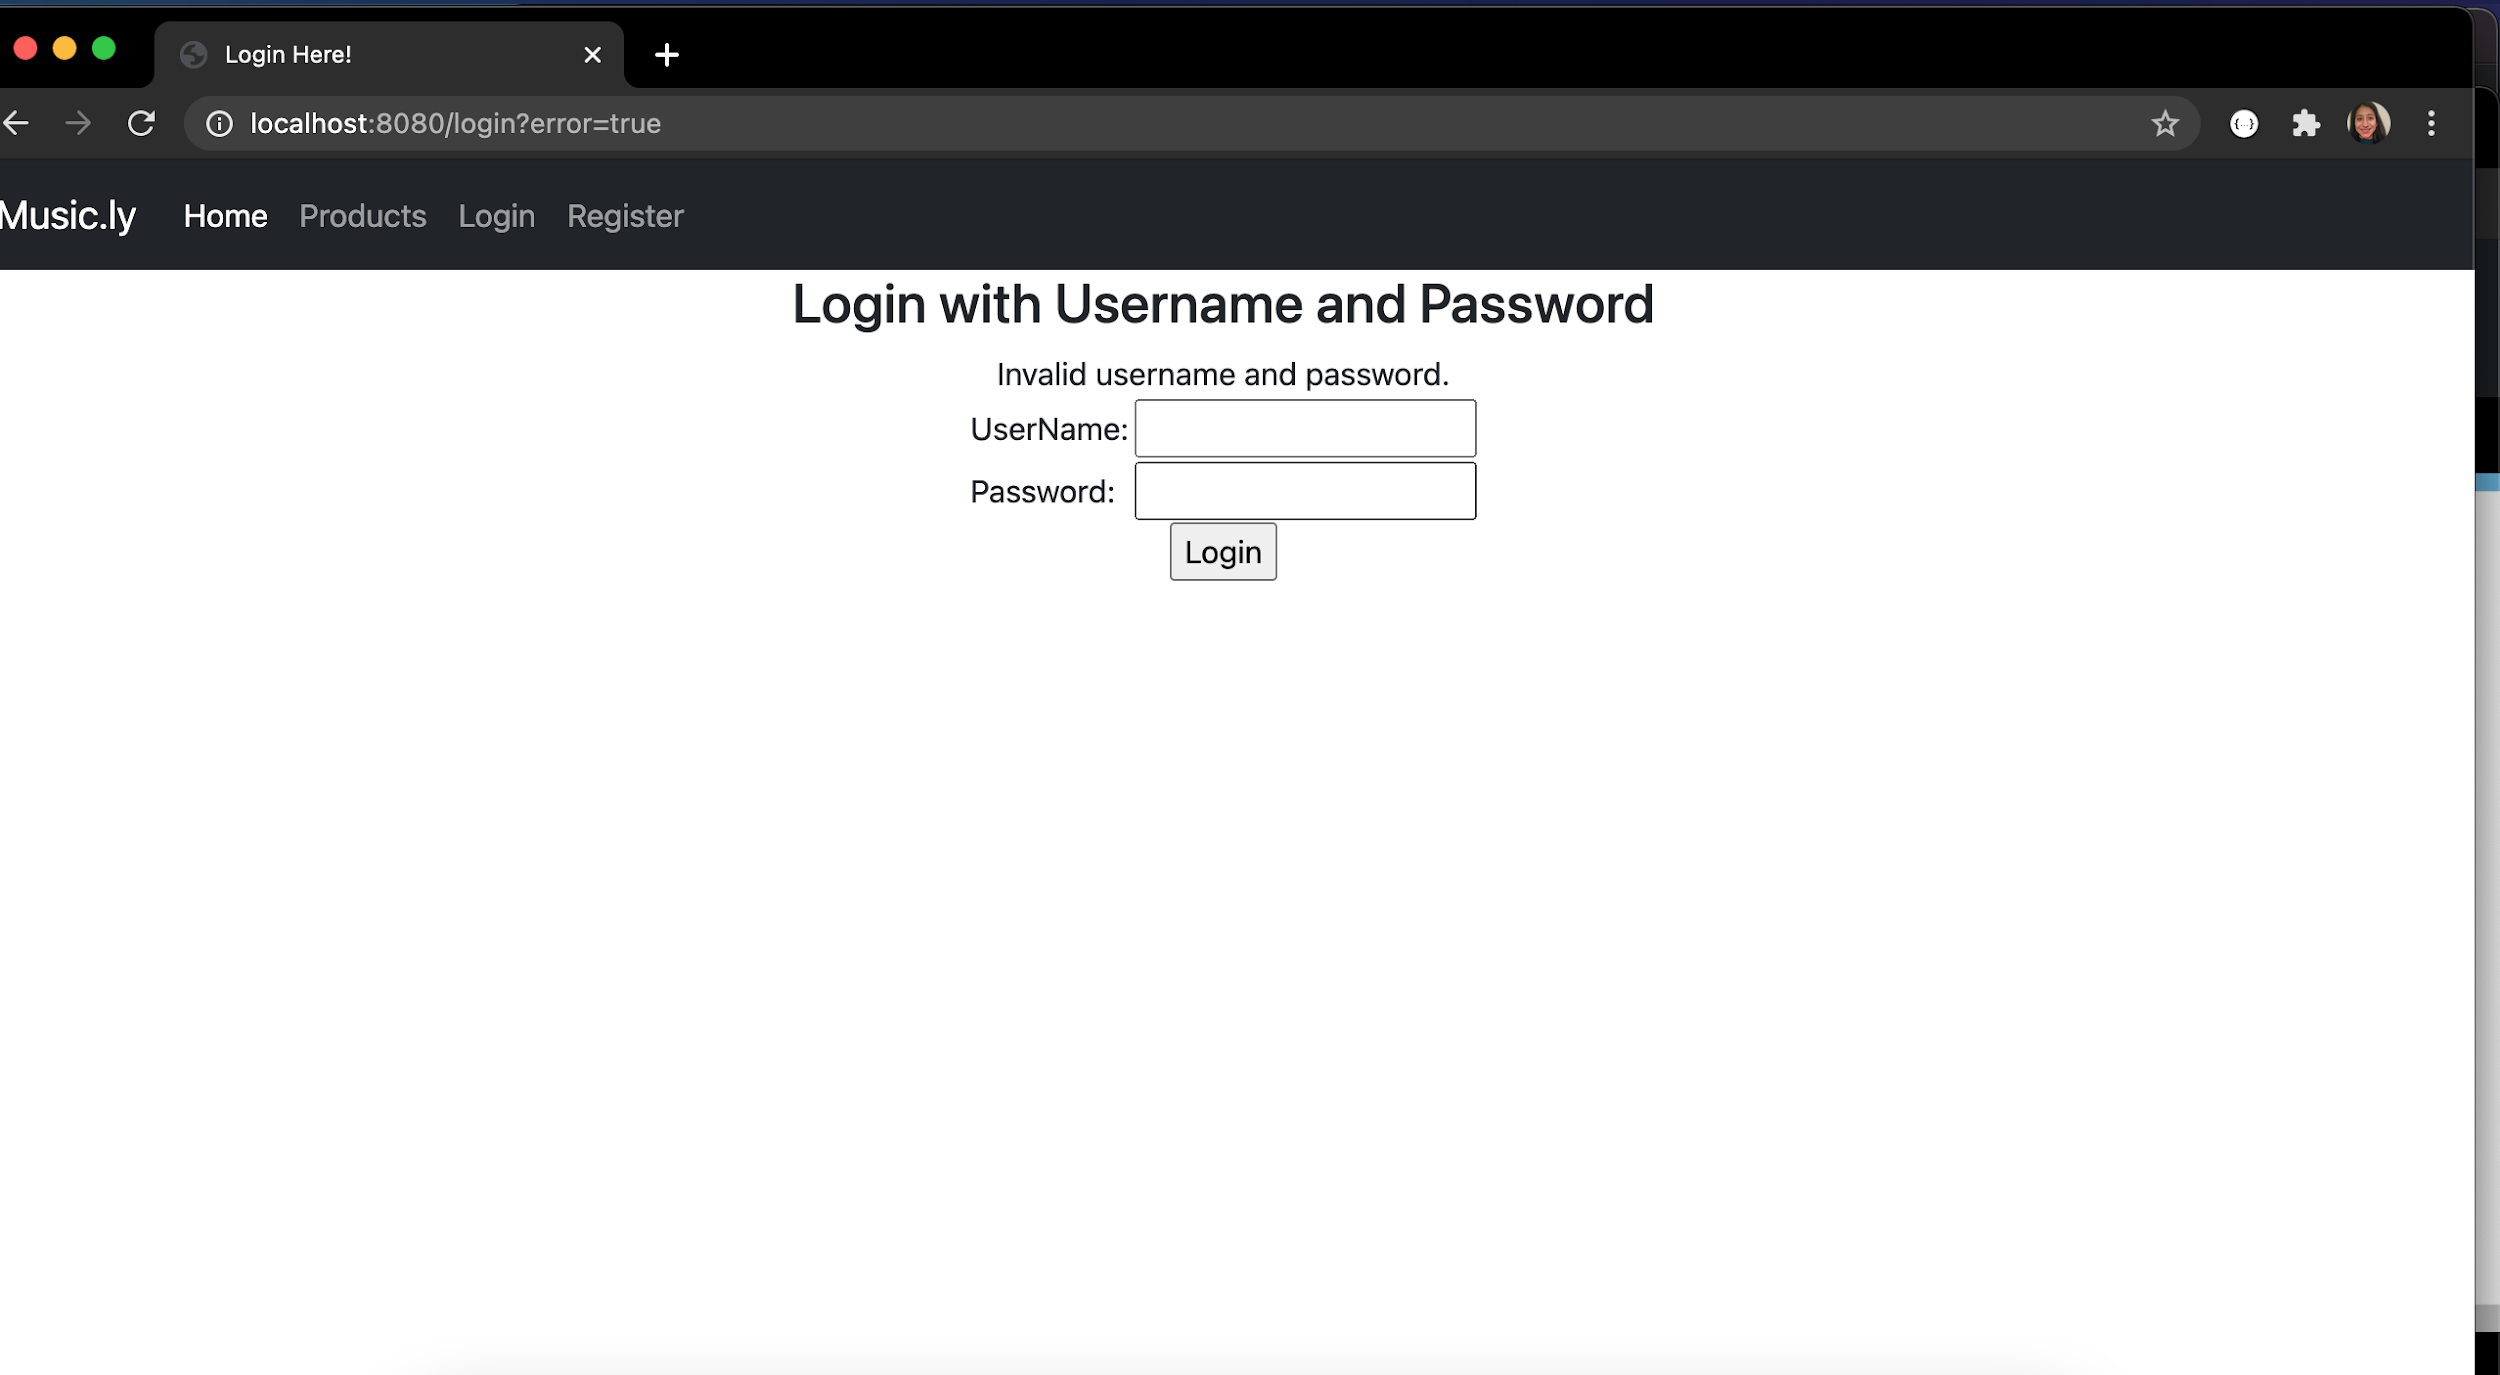 Login Here!
localhost:8080/login?error=true
Music.ly Home Products Login Register
Login with Username and Password
Invalid username and password.
UserName:
Password:
Login